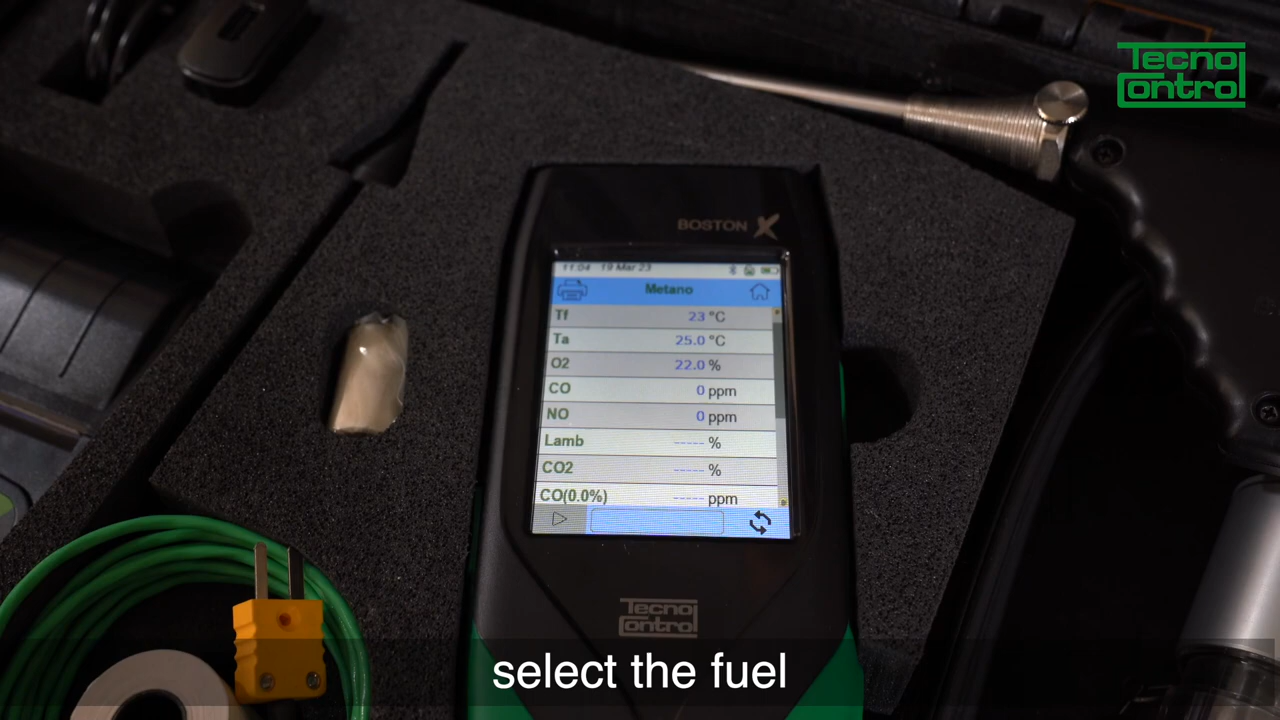 Tecno
Control
BOSTON X
11:04 19 Mar 23
Metano
Tf 23 °C
Ta 25.0 °C
O2 22.0 %
CO 0 ppm
NO 0 ppm
Lamb ----- %
CO2 ----- %
CO(0.0%) ----- ppm
Tecno
Control
select the fuel